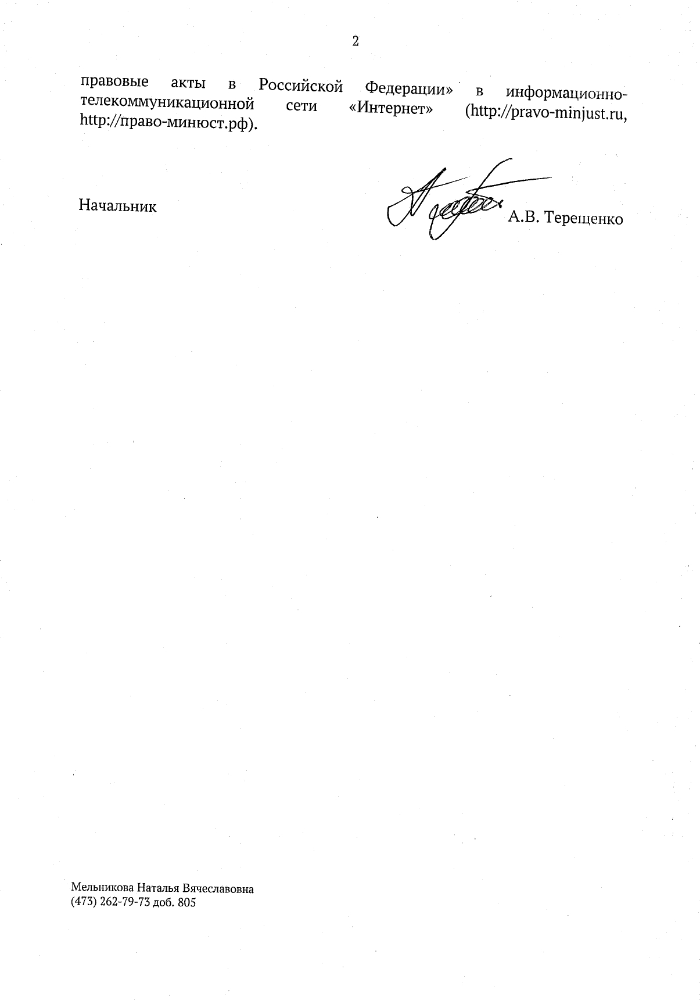 2
правовые акты в Российской Федерации» в информационно-
телекоммуникационной сети «Интернет» (http://pravo-minjust.ru,
http://право-минюст.рф).
Начальник
А.В. Терещенко
Мельникова Наталья Вячеславовна
(473) 262-79-73 доб. 805